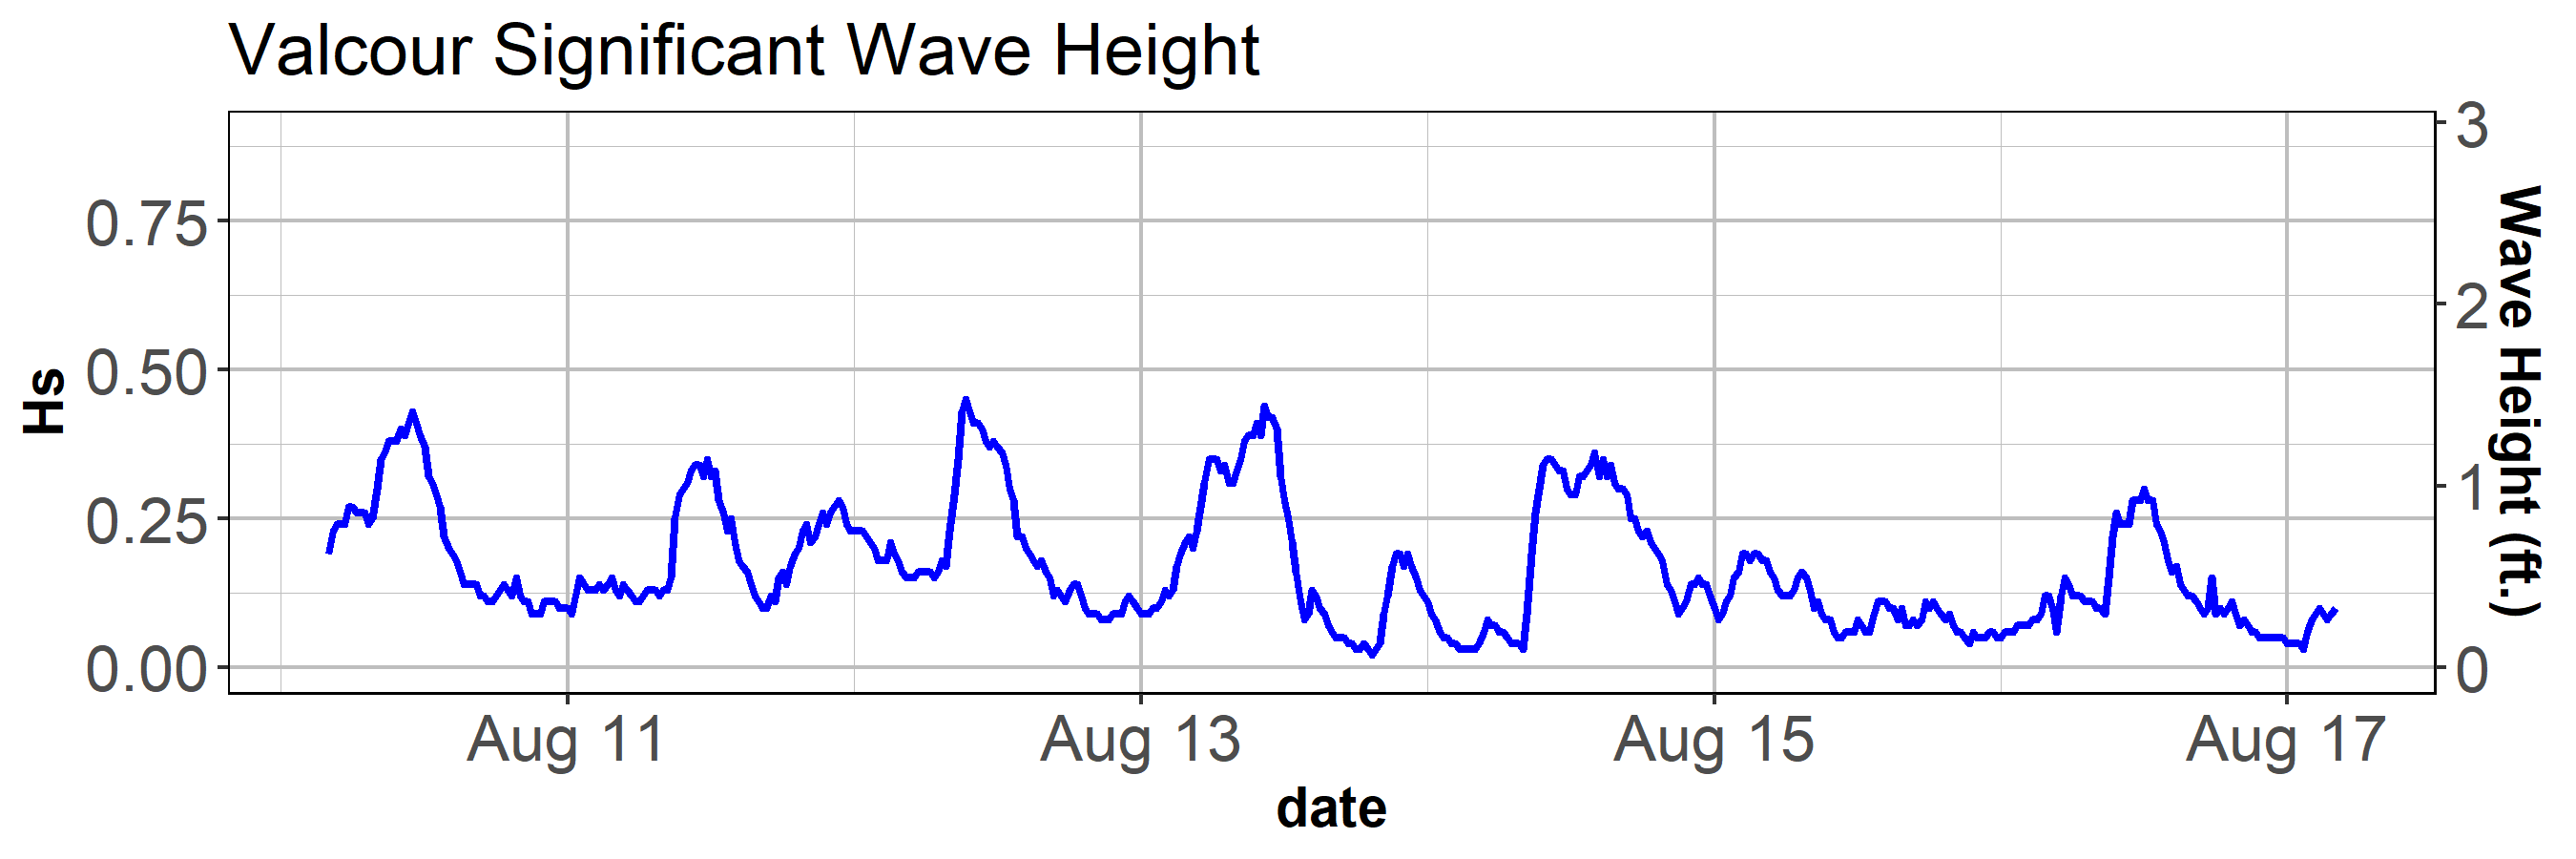 Valcour Significant Wave Height
Hs
0.75
0.50
0.25
0.00
3
2
1
0
Wave Height (ft.)
Aug 11
Aug 13
Aug 15
Aug 17
date